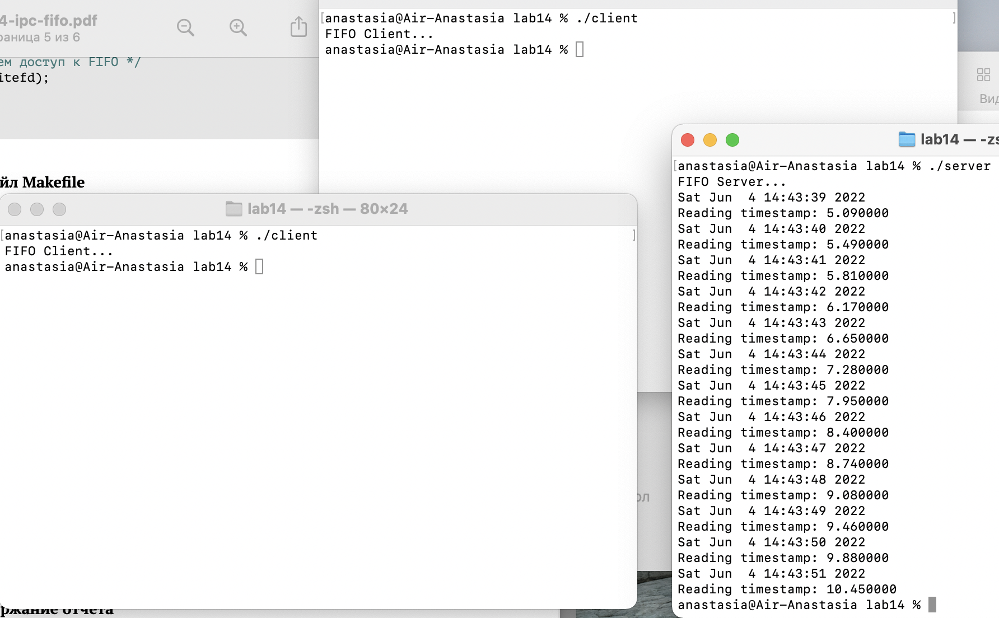 4-ipc-fifo.pdf
раница 5 из 6
ем доступ к FIFO */
itefd);
йл Makefile
anastasia@Air-Anastasia lab14 % ./client
FIFO Client...
anastasia@Air-Anastasia lab14 %
Вид
lab14 — -zsh — 80×24
anastasia@Air-Anastasia lab14 % ./client
FIFO Client...
anastasia@Air-Anastasia lab14 %
ол
ржание отчета
lab14 — -zs
anastasia@Air-Anastasia lab14 % ./server
FIFO Server...
Sat Jun  4 14:43:39 2022
Reading timestamp: 5.090000
Sat Jun  4 14:43:40 2022
Reading timestamp: 5.490000
Sat Jun  4 14:43:41 2022
Reading timestamp: 5.810000
Sat Jun  4 14:43:42 2022
Reading timestamp: 6.170000
Sat Jun  4 14:43:43 2022
Reading timestamp: 6.650000
Sat Jun  4 14:43:44 2022
Reading timestamp: 7.280000
Sat Jun  4 14:43:45 2022
Reading timestamp: 7.950000
Sat Jun  4 14:43:46 2022
Reading timestamp: 8.400000
Sat Jun  4 14:43:47 2022
Reading timestamp: 8.740000
Sat Jun  4 14:43:48 2022
Reading timestamp: 9.080000
Sat Jun  4 14:43:49 2022
Reading timestamp: 9.460000
Sat Jun  4 14:43:50 2022
Reading timestamp: 9.880000
Sat Jun  4 14:43:51 2022
Reading timestamp: 10.450000
anastasia@Air-Anastasia lab14 %